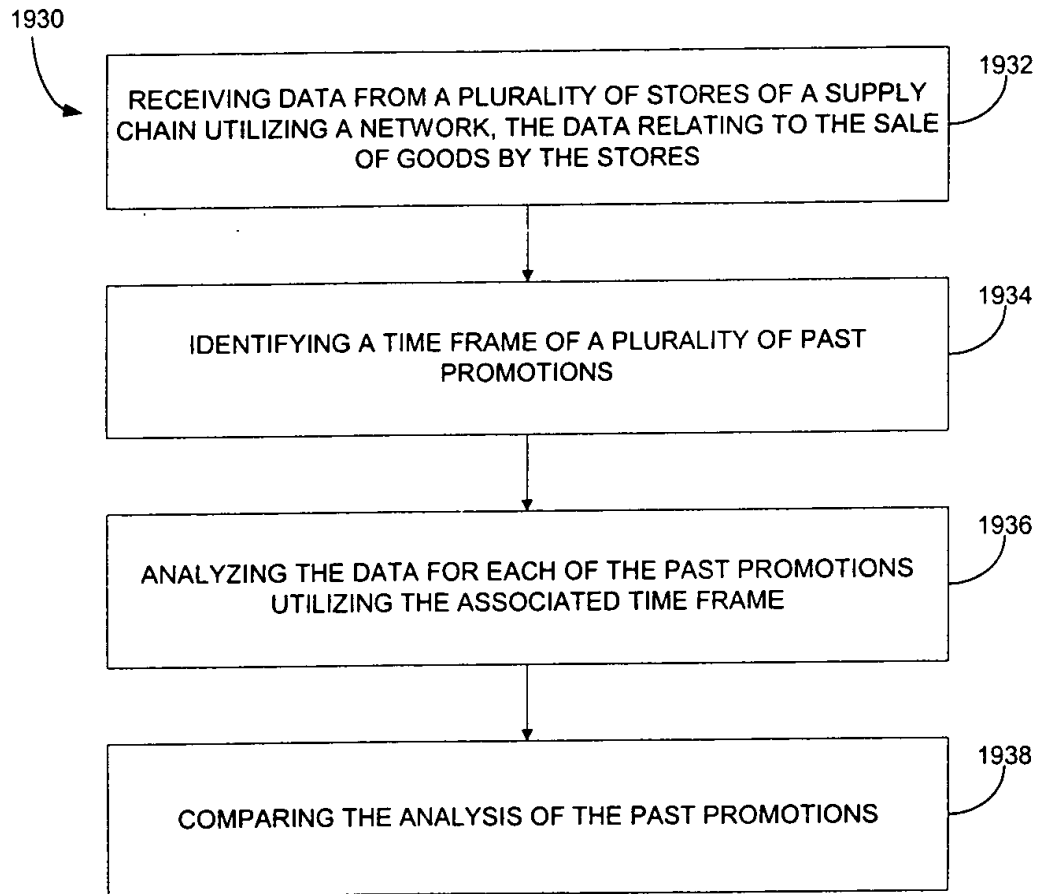 1930
1932
RECEIVING DATA FROM A PLURALITY OF STORES OF A SUPPLY
CHAIN UTILIZING A NETWORK, THE DATA RELATING TO THE SALE
OF GOODS BY THE STORES
1934
IDENTIFYING A TIME FRAME OF A PLURALITY OF PAST
PROMOTIONS
1936
ANALYZING THE DATA FOR EACH OF THE PAST PROMOTIONS
UTILIZING THE ASSOCIATED TIME FRAME
1938
COMPARING THE ANALYSIS OF THE PAST PROMOTIONS